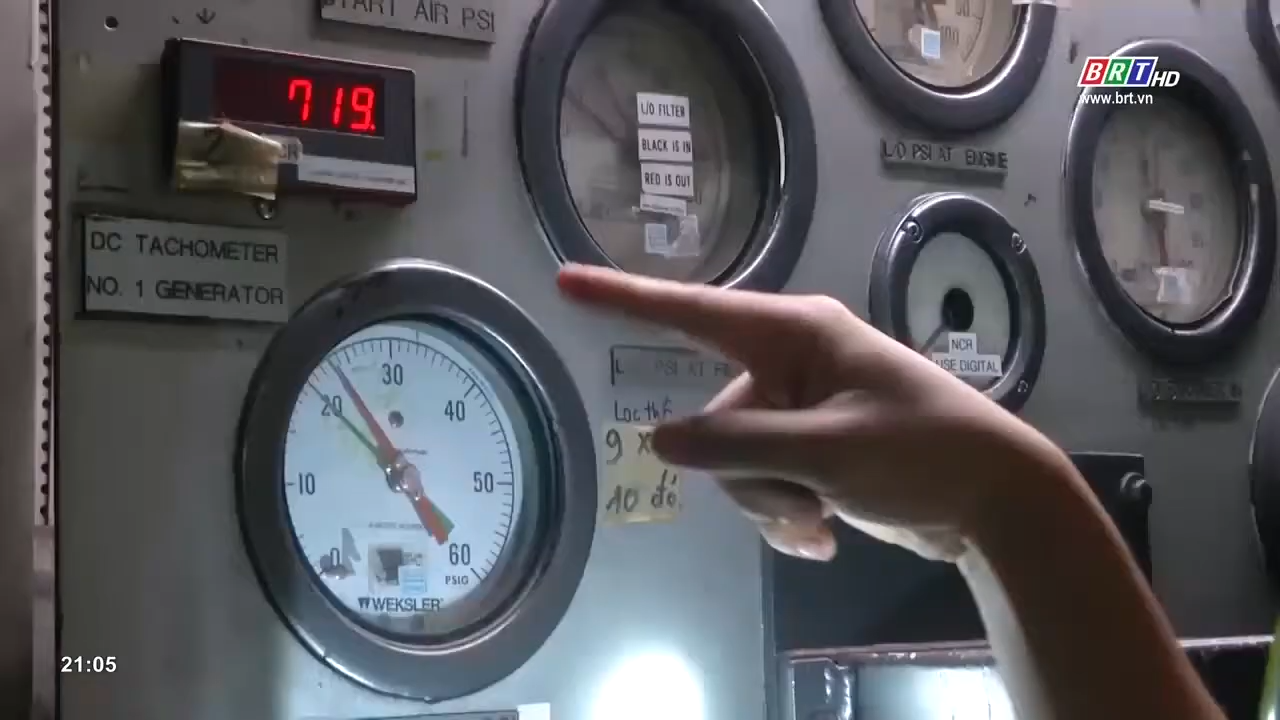 START AIR PSI
719.
BRT HD
www.brt.vn
L/O FILTER
BLACK IS IN
RED IS OUT
L/O PSI AT ENGINE
DC TACHOMETER
NO. 1 GENERATOR
NCR
USE DIGITAL
L/O PSI AT
Loc thô
9 
10 đỏ
0
10
20
30
40
50
60
PSIG
WEKSLER
21:05